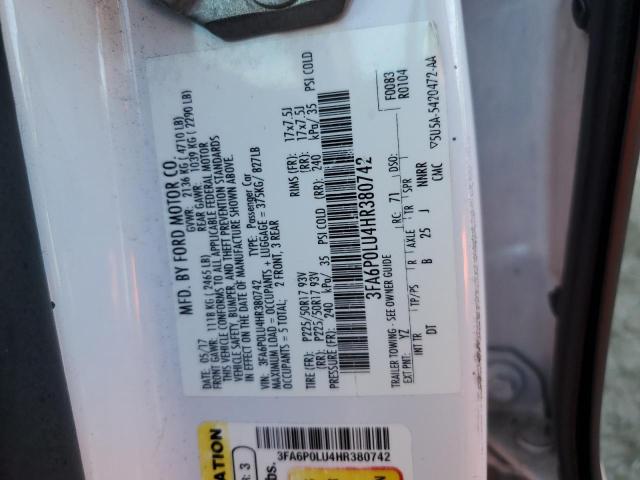 MFD. BY FORD MOTOR CO.
05/17 GVWR: 2136 KG ( 4710 LB)
FRONT GAWR: 1118 KG ( 2465 LB) REAR GAWR: 1039 KG ( 2290 LB)
THIS VEHICLE CONFORMS TO ALL APPLICABLE FEDERAL MOTOR
VEHICLE SAFETY, BUMPER, AND THEFT PREVENTION STANDARDS
IN EFFECT ON THE DATE OF MANUFACTURE SHOWN ABOVE.
VIN: 3FA6P0LU4HR380742 TYPE: Passenger Car
MAXIMUM LOAD = OCCUPANTS + LUGGAGE = 375KG/ 827LB
OCCUPANTS = 5 TOTAL: 2 FRONT, 3 REAR
TIRE (FR): P225/50R17 93V RIMS (FR): 17x7.5J
(RR): P225/50R17 93V (RR): 17x7.5J
PRESSURE (FR): 240 kPa/ 35 PSI COLD (RR): 240 kPa/ 35 PSI COLD
3FA6P0LU4HR380742
F0083
R0104
TRAILER TOWING - SEE OWNER GUIDE RC: 71 DSO:
EXT PNT: YZ
INT TR TP/PS R AXLE TR SPR
DT B 25 J NNRR
CMC
5U5A-5420472-AA
3FA6P0LU4HR380742
3